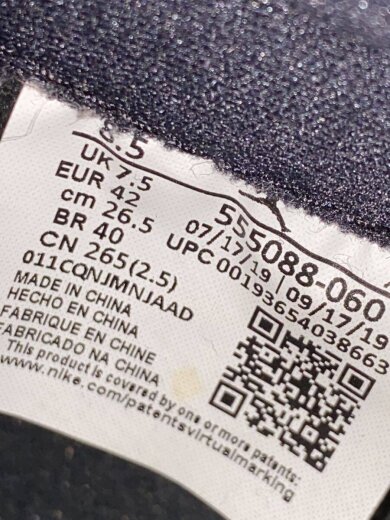 8.5
UK 7.5
EUR 42
cm 26.5
BR 40
CN 265(2.5)
011CQNJMNJAAD
555088-060
07/17/19 | 09/17/19
UPC 00193654038663
MADE IN CHINA
HECHO EN CHINA
FABRIQUE EN CHINE
FABRICADO NA CHINA
This product is covered by one or more patents:
www.nike.com/patentsvirtualmarking